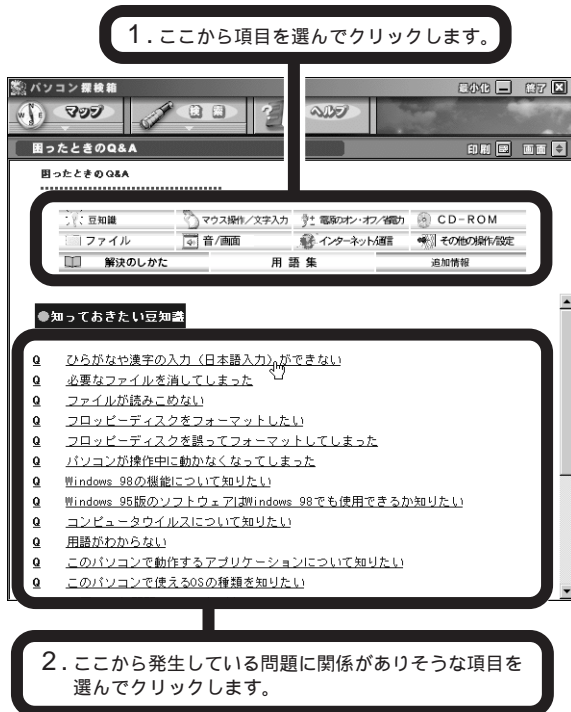 1．ここから項目を選んでクリックします。
パソコン探検箱 最小化 終了
マップ 検索 ヘルプ
困ったときのQ&A 印刷 画面
困ったときのQ&A
豆知識 マウス操作／文字入力 電源のオン・オフ／省電力 CD-ROM
ファイル 音／画面 インターネット／通信 その他の操作／設定
解決のしかた 用語集 追加情報
●知っておきたい豆知識
Q ひらがなや漢字の入力（日本語入力）ができない
Q 必要なファイルを消してしまった
Q ファイルが読みこめない
Q フロッピーディスクをフォーマットしたい
Q フロッピーディスクを誤ってフォーマットしてしまった
Q パソコンが操作中に動かなくなってしまった
Q Windows 98の機能について知りたい
Q Windows 95版のソフトウェアはWindows 98でも使用できるか知りたい
Q コンピュータウイルスについて知りたい
Q 用語がわからない
Q このパソコンで動作するアプリケーションについて知りたい
Q このパソコンで使えるOSの種類を知りたい
2．ここから発生している問題に関係がありそうな項目を
選んでクリックします。